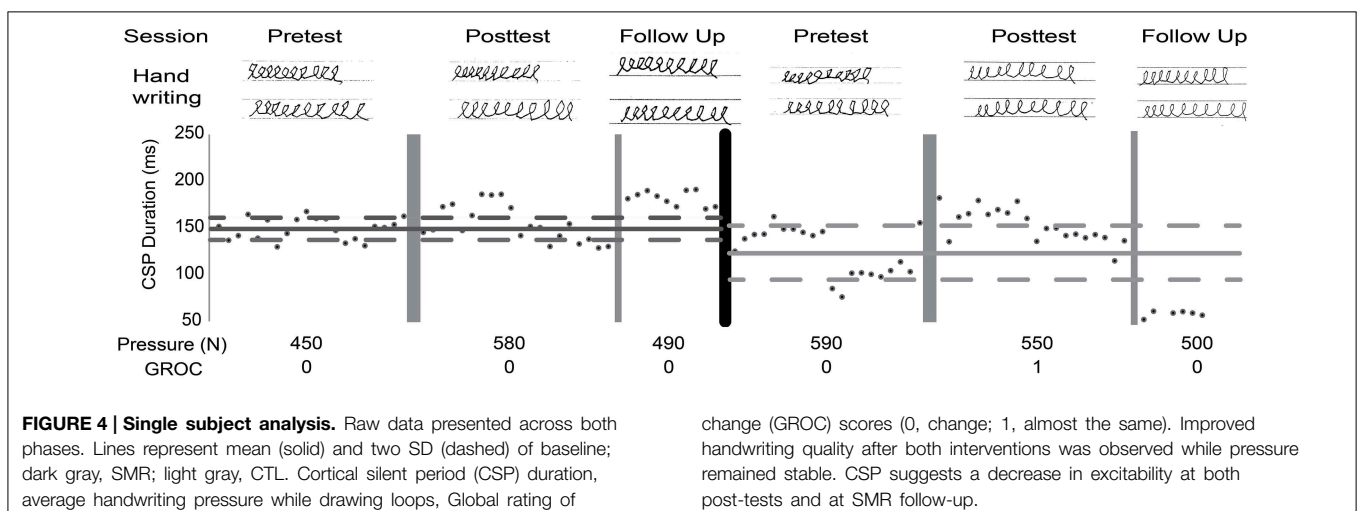 Session Pretest Posttest Follow Up Pretest Posttest Follow Up
Hand
writing
250
200
150
100
50
CSP Duration (ms)
Pressure (N) 450 580 490 590 550 500
GROC 0 0 0 0 1 0
FIGURE 4 | Single subject analysis. Raw data presented across both
phases. Lines represent mean (solid) and two SD (dashed) of baseline;
dark gray, SMR; light gray, CTL. Cortical silent period (CSP) duration,
average handwriting pressure while drawing loops, Global rating of
change (GROC) scores (0, change; 1, almost the same). Improved
handwriting quality after both interventions was observed while pressure
remained stable. CSP suggests a decrease in excitability at both
post-tests and at SMR follow-up.